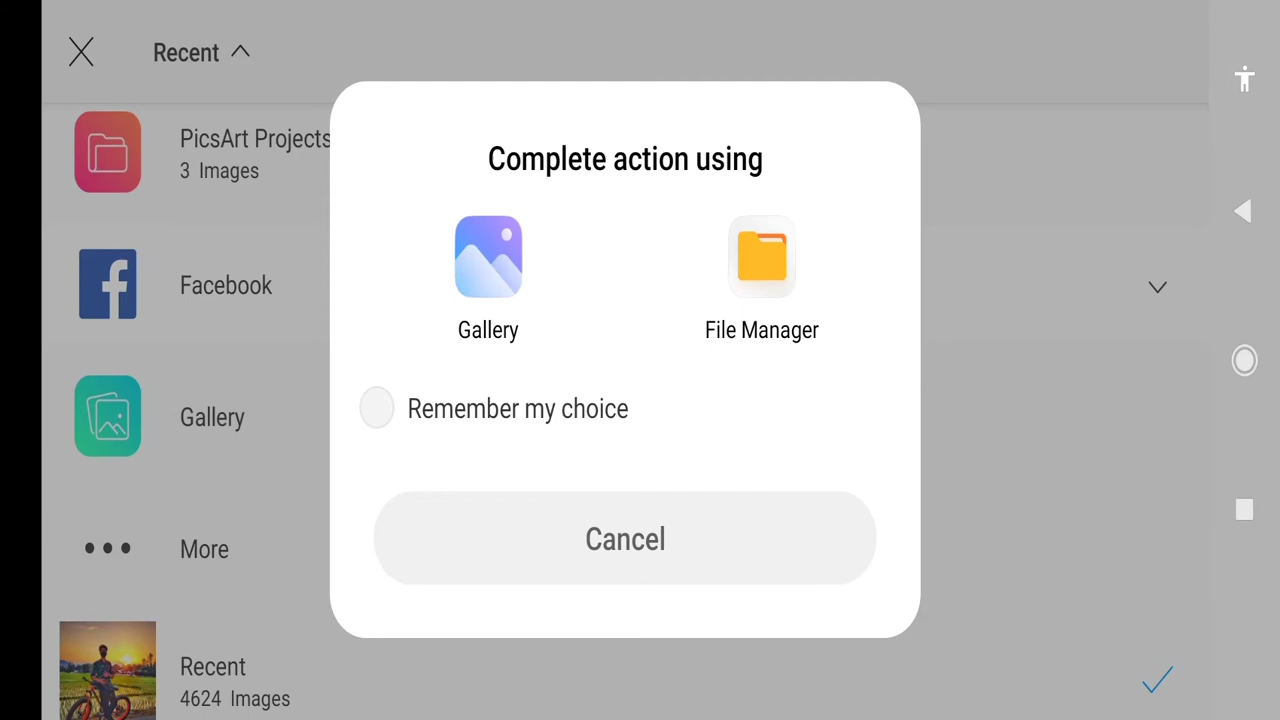 Recent
PicsArt Projects
3 Images
Facebook
Gallery
More
Recent
4624 Images
Complete action using
Gallery
File Manager
Remember my choice
Cancel